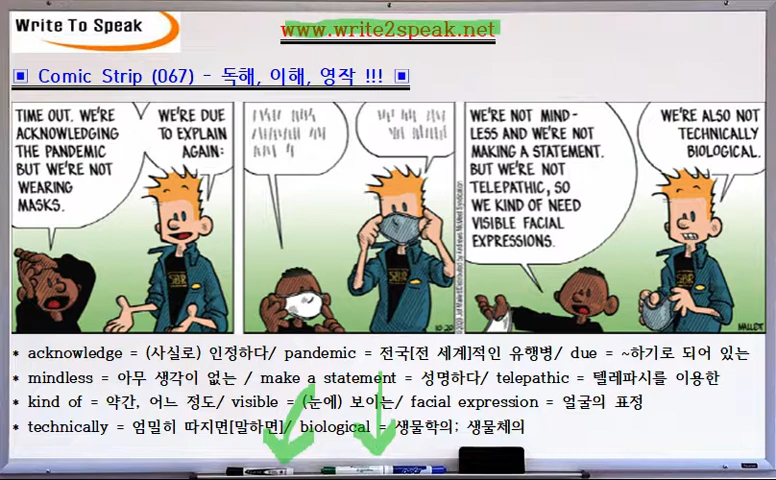 Write To Speak
www.write2speak.net
▣ Comic Strip (067) - 독해, 이해, 영작 !!! ▣
TIME OUT. WE'RE
ACKNOWLEDGING
THE PANDEMIC
BUT WE'RE NOT
WEARING
MASKS.
WE'RE DUE
TO EXPLAIN
AGAIN:
10-20
WE'RE NOT MIND-
LESS AND WE'RE NOT
MAKING A STATEMENT.
BUT WE'RE NOT
TELEPATHIC, SO
WE KIND OF NEED
VISIBLE FACIAL
EXPRESSIONS.
WE'RE ALSO NOT
TECHNICALLY
BIOLOGICAL.
MALLETT
* acknowledge = (사실로) 인정하다/ pandemic = 전국[전 세계]적인 유행병/ due = ~하기로 되어 있는
* mindless = 아무 생각이 없는 / make a statement = 성명하다/ telepathic = 텔레파시를 이용한
* kind of = 약간, 어느 정도/ visible = (눈에) 보이는/ facial expression = 얼굴의 표정
* technically = 엄밀히 따지면[말하면]/ biological = 생물학의; 생물체의